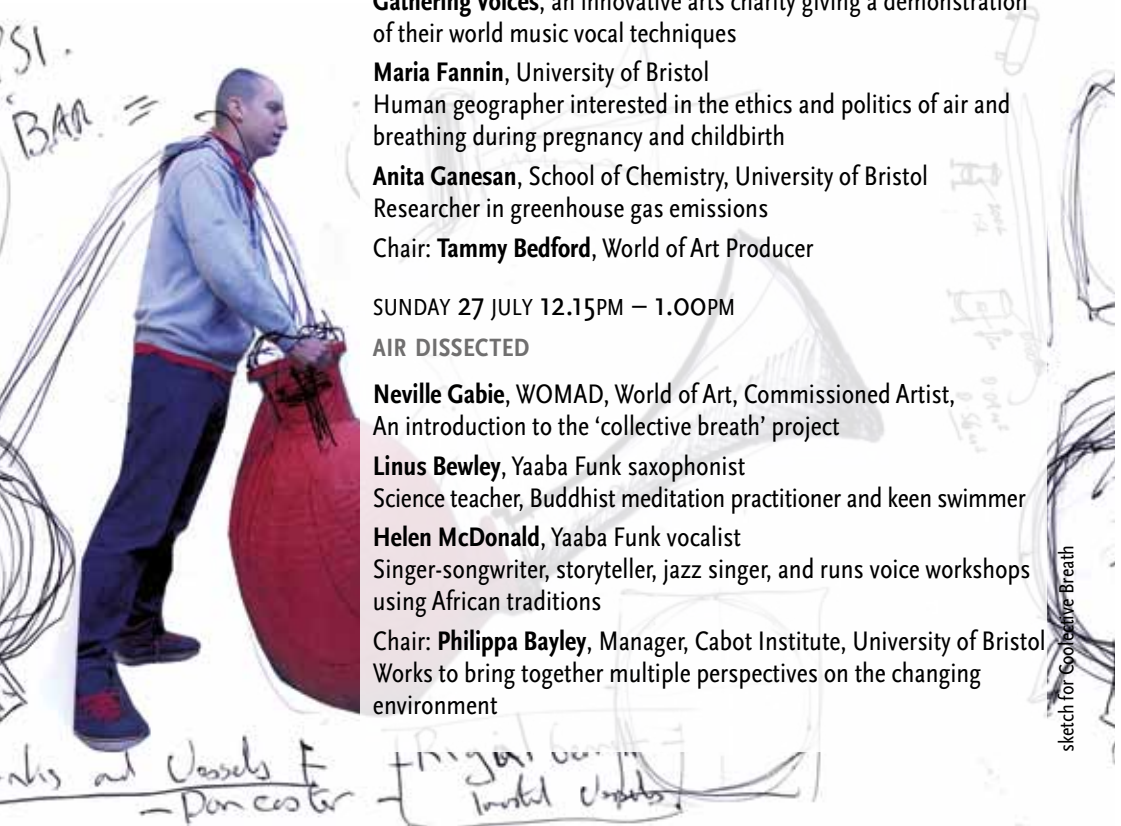 Gathering Voices, an innovative arts charity giving a demonstration
of their world music vocal techniques
Maria Fannin, University of Bristol
Human geographer interested in the ethics and politics of air and
breathing during pregnancy and childbirth
Anita Ganesan, School of Chemistry, University of Bristol
Researcher in greenhouse gas emissions
Chair: Tammy Bedford, World of Art Producer
SUNDAY 27 JULY 12.15PM – 1.00PM
AIR DISSECTED
Neville Gabie, WOMAD, World of Art, Commissioned Artist,
An introduction to the ‘collective breath’ project
Linus Bewley, Yaaba Funk saxophonist
Science teacher, Buddhist meditation practitioner and keen swimmer
Helen McDonald, Yaaba Funk vocalist
Singer-songwriter, storyteller, jazz singer, and runs voice workshops
using African traditions
Chair: Philippa Bayley, Manager, Cabot Institute, University of Bristol
Works to bring together multiple perspectives on the changing
environment
sketch for Coolective Breath
PSI.
BAR =
and Vessels
– Doncaster –
Vessels.